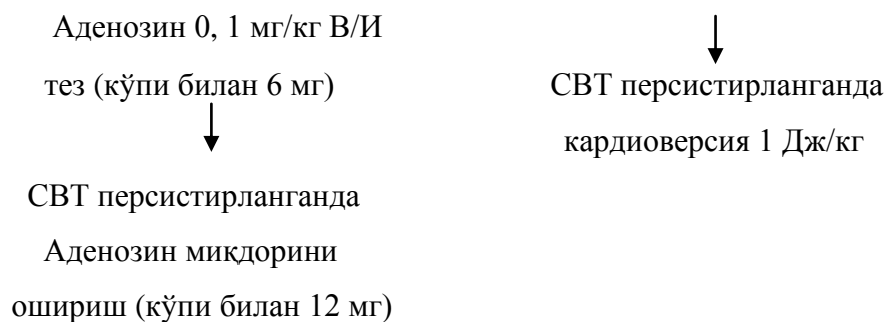 Аденозин 0, 1 мг/кг В/И
тез (кўпи билан 6 мг)
СВТ персистирланганда
Аденозин миқдорини
ошириш (кўпи билан 12 мг)
СВТ персистирланганда
кардиоверсия 1 Дж/кг